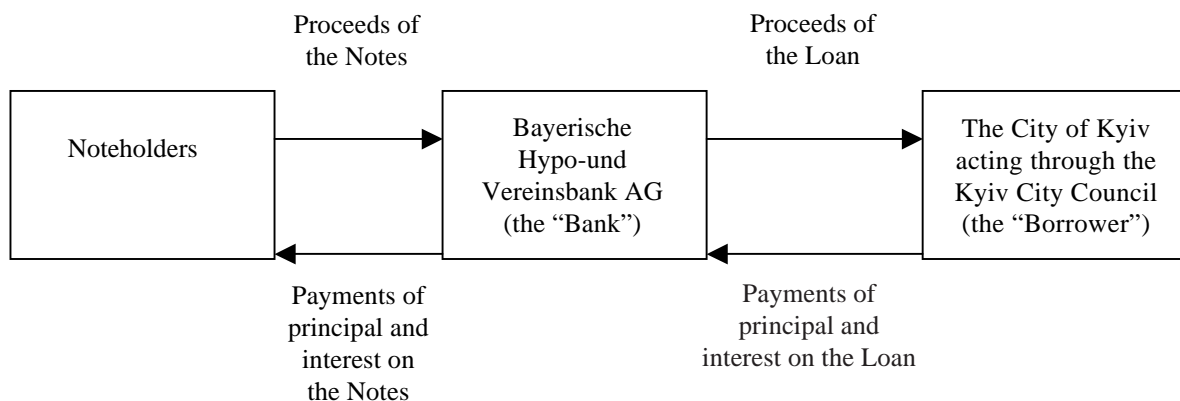 Proceeds of
the Notes
Proceeds of
the Loan
Noteholders
Bayerische
Hypo-und
Vereinsbank AG
(the “Bank”)
The City of Kyiv
acting through the
Kyiv City Council
(the “Borrower”)
Payments of
principal and
interest on
the Notes
Payments of
principal and
interest on the Loan